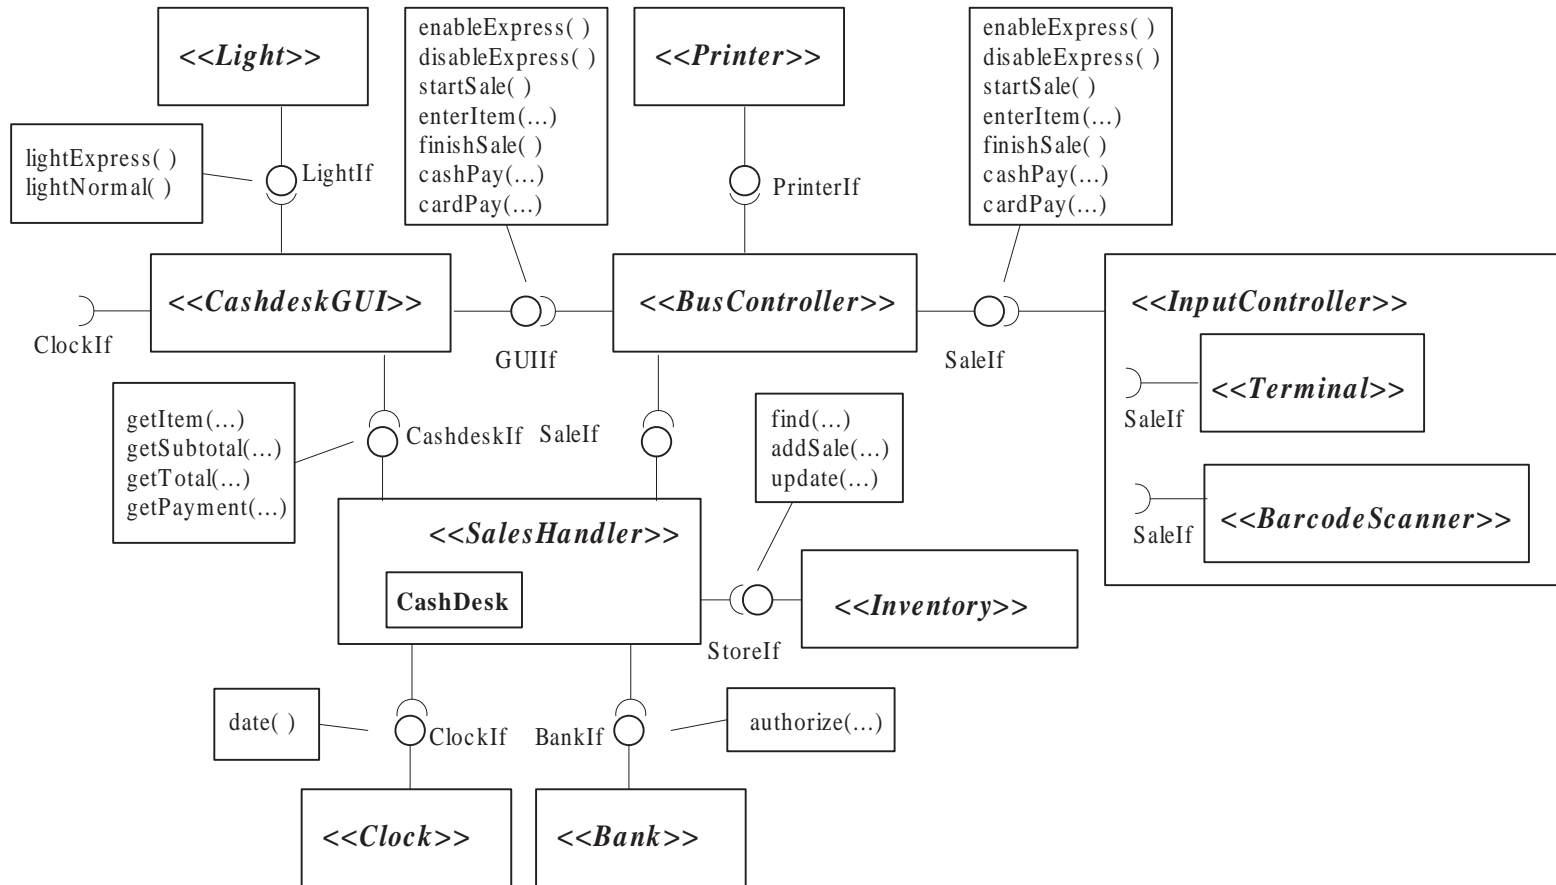 <<Light>>
enableExpress( )
disableExpress( )
startSale( )
enterItem(...)
finishSale( )
cashPay(...)
cardPay(...)
<<Printer>>
enableExpress( )
disableExpress( )
startSale( )
enterItem(...)
finishSale( )
cashPay(...)
cardPay(...)
lightExpress( )
lightNormal( )
LightIf
PrinterIf
<<CashdeskGUI>>
<<BusController>>
<<InputController>>
ClockIf
GUIIf
SaleIf
<<Terminal>>
SaleIf
getItem(...)
getSubtotal(...)
getTotal(...)
getPayment(...)
CashdeskIf
SaleIf
find(...)
addSale(...)
update(...)
<<BarcodeScanner>>
SaleIf
<<SalesHandler>>
CashDesk
<<Inventory>>
StoreIf
date( )
ClockIf
BankIf
authorize(...)
<<Clock>>
<<Bank>>